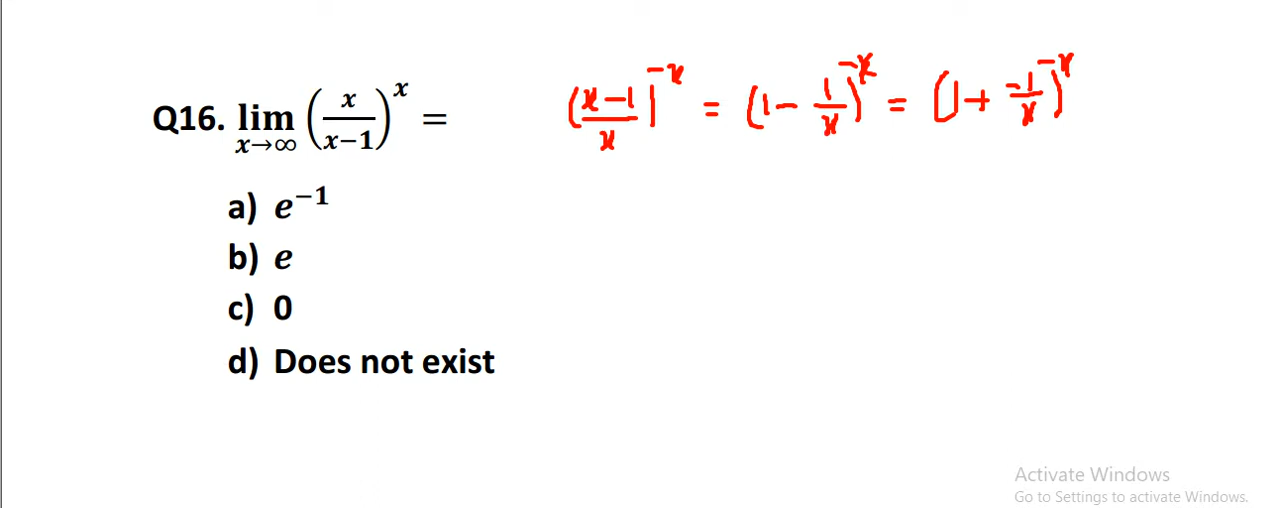 Q16. lim x→∞ (x/(x−1))^x = ((x−1)/x)^−x = (1 − 1/x)^−x = (1 + −1/x)^−x
a) e^−1
b) e
c) 0
d) Does not exist
Activate Windows
Go to Settings to activate Windows.